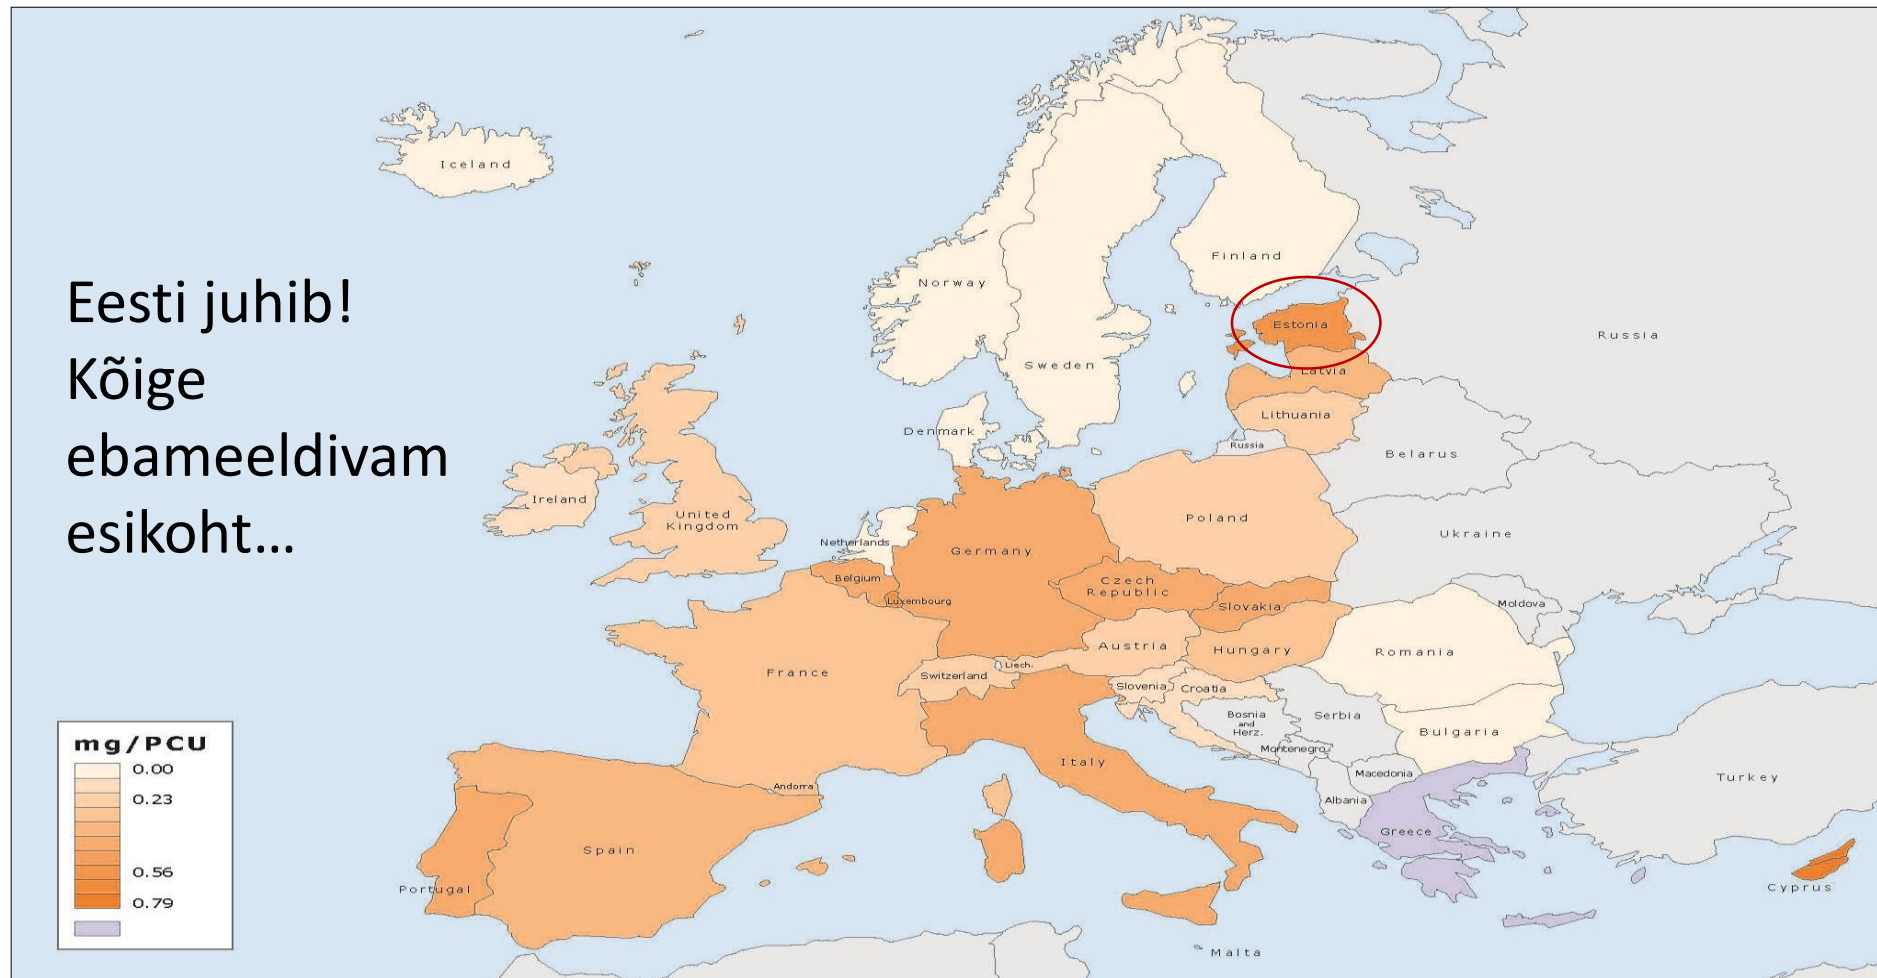 Iceland
Norway
Sweden
Finland
Estonia
Latvia
Lithuania
Russia
Russia
Belarus
Ukraine
Moldova
Denmark
Ireland
United
Kingdom
Netherlands
Belgium
Luxembourg
Germany
Poland
Czech
Republic
Slovakia
Austria
Hungary
Romania
France
Switzerland
Liech.
Slovenia
Croatia
Bosnia
and
Herz.
Serbia
Montenegro
Bulgaria
Macedonia
Albania
Greece
Turkey
Cyprus
Italy
Andorra
Spain
Portugal
Malta
Eesti juhib!
Kõige
ebameeldivam
esikoht...
mg/PCU
0.00
0.23
0.56
0.79